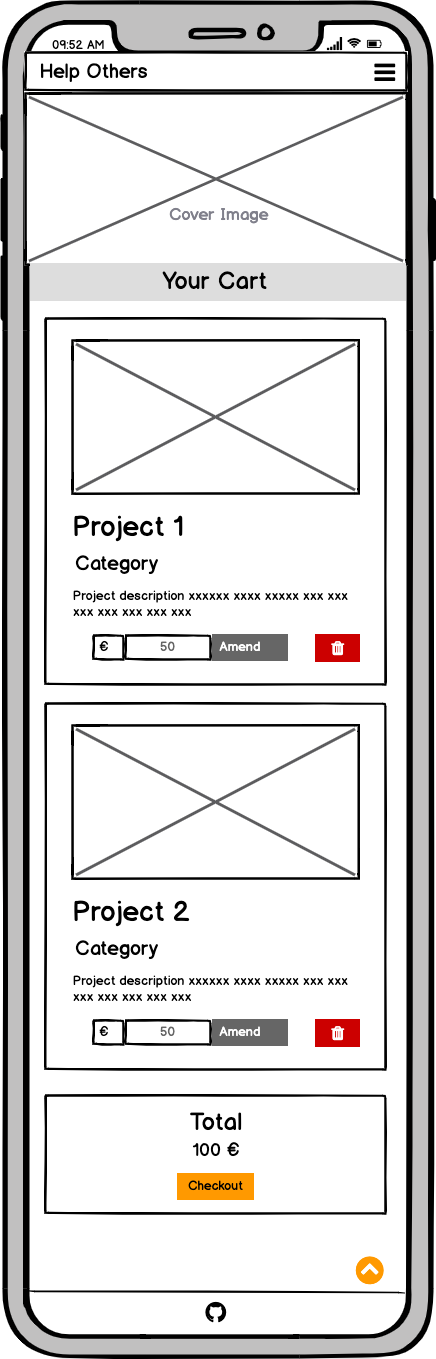 09:52 AM
Help Others
Cover Image
Your Cart
Project 1
Category
Project description xxxxxx xxxx xxxxx xxx xxx
xxx xxx xxx xxx xxx
€ 50 Amend
Project 2
Category
Project description xxxxxx xxxx xxxxx xxx xxx
xxx xxx xxx xxx xxx
€ 50 Amend
Total
100 €
Checkout